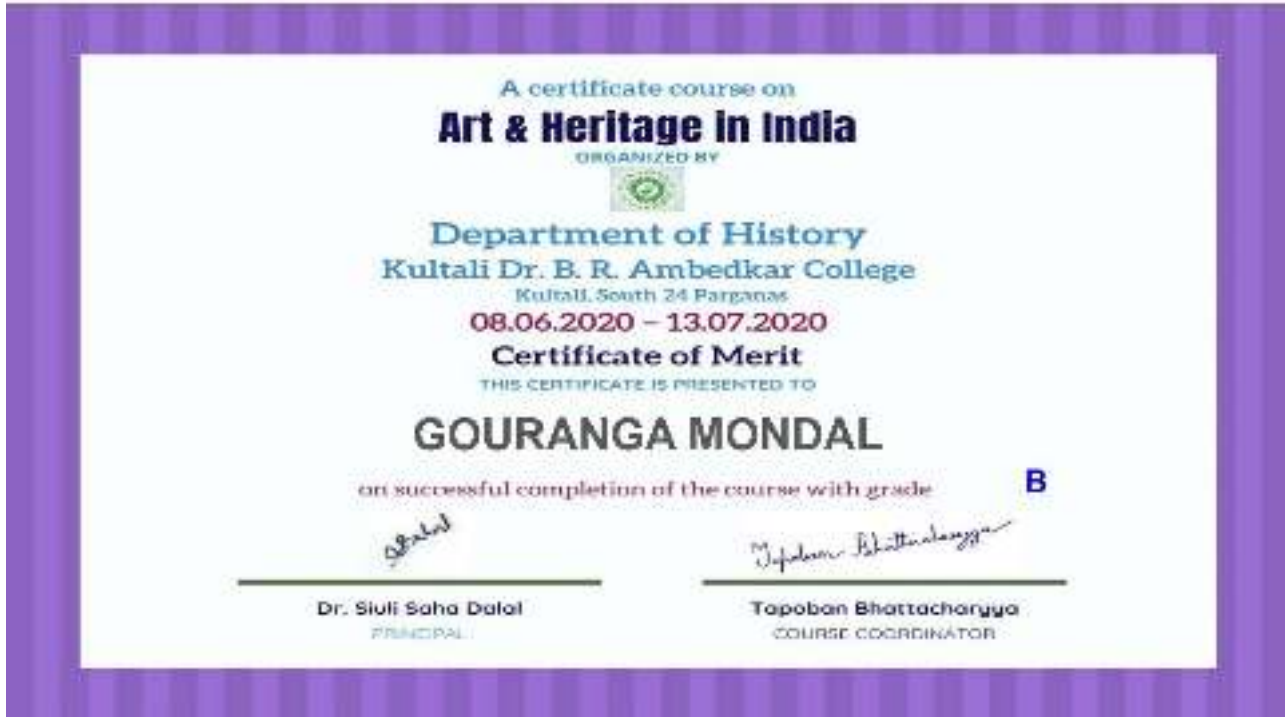 A certificate course on
Art & Heritage in India
ORGANIZED BY
Department of History
Kultali Dr. B. R. Ambedkar College
Kultali, South 24 Parganas
08.06.2020 – 13.07.2020
Certificate of Merit
THIS CERTIFICATE IS PRESENTED TO
GOURANGA MONDAL
on successful completion of the course with grade B
Tapoban Bhattacharyya
Dr. Siuli Saha Dalal
Tapoban Bhattacharyya
PRINCIPAL
COURSE COORDINATOR